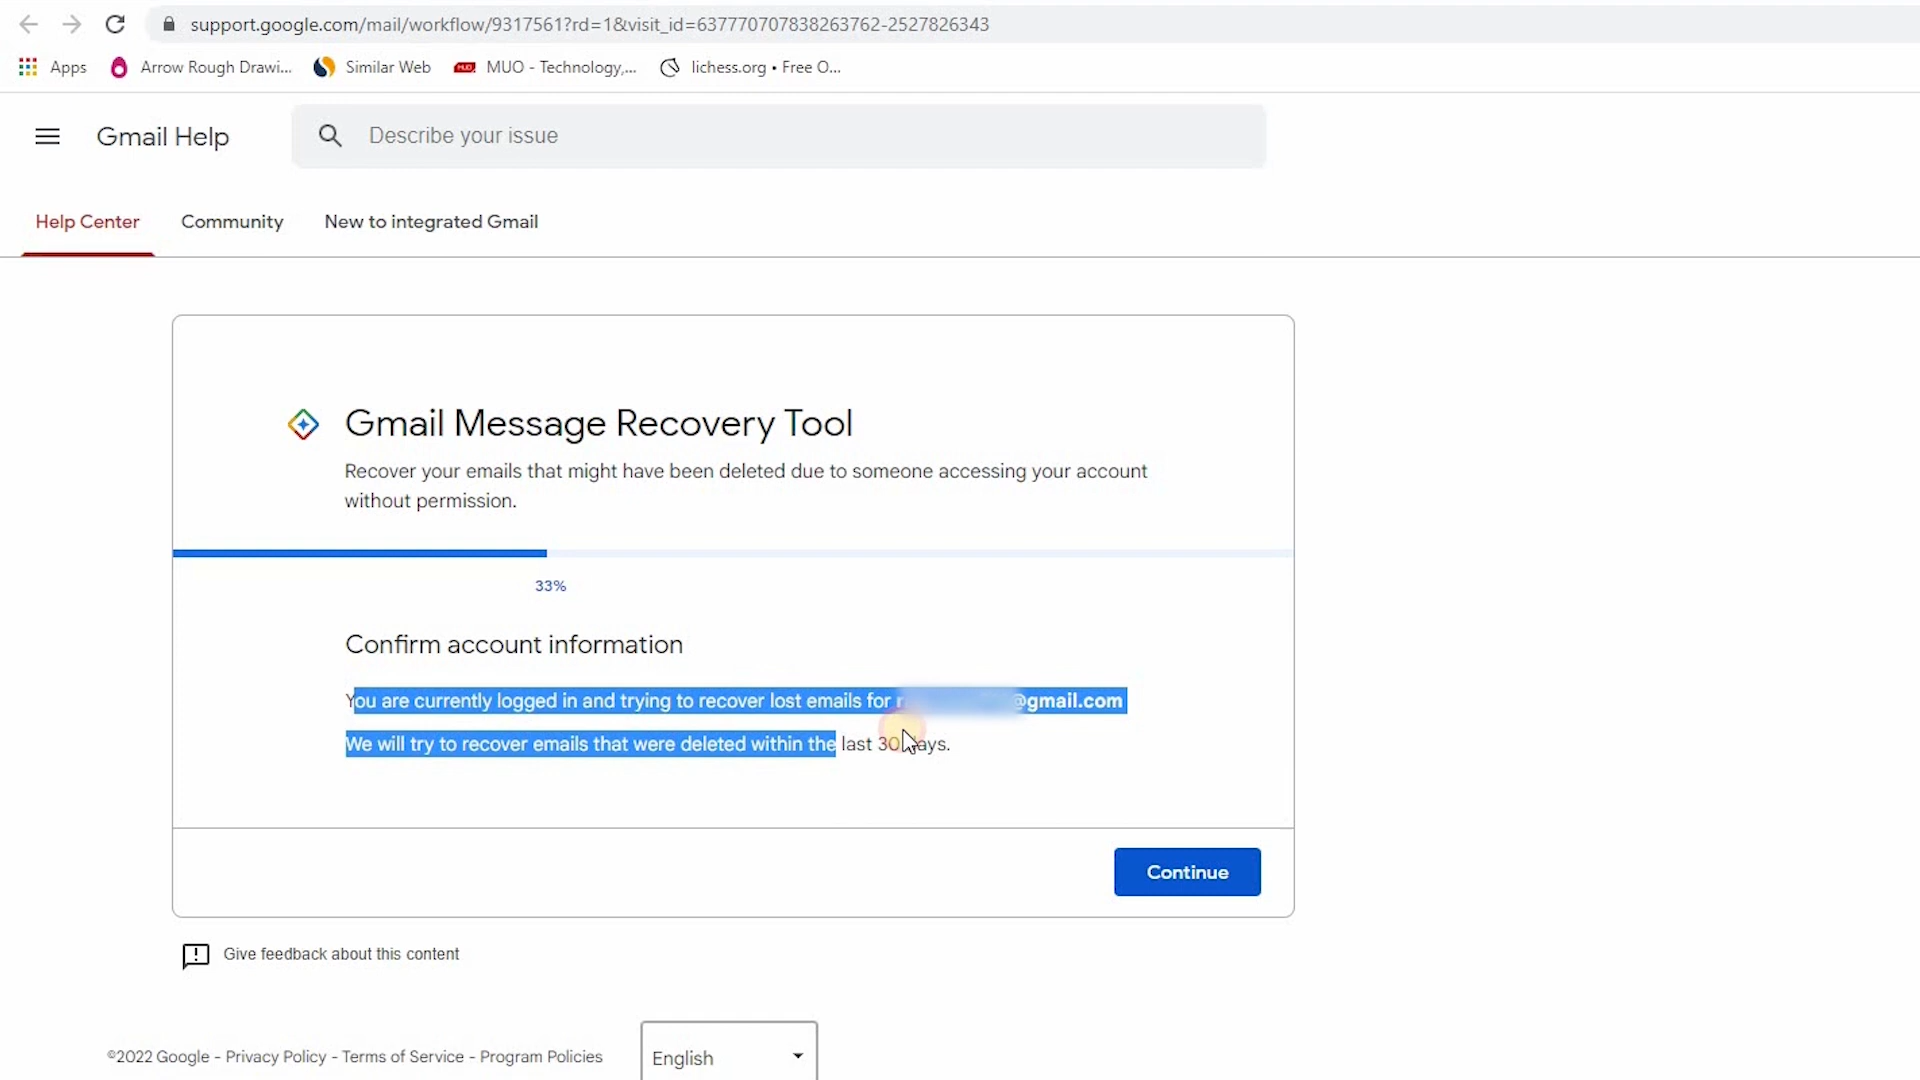 support.google.com/mail/workflow/9317561?rd=1&visit_id=637770707838263762-2527826343
Apps Arrow Rough Drawi... Similar Web MUO - Technology,... lichess.org • Free O...
Gmail Help Describe your issue
Help Center Community New to integrated Gmail
Gmail Message Recovery Tool
Recover your emails that might have been deleted due to someone accessing your account
without permission.
33%
Confirm account information
You are currently logged in and trying to recover lost emails for @gmail.com
We will try to recover emails that were deleted within the last 30 days.
Continue
Give feedback about this content
©2022 Google - Privacy Policy - Terms of Service - Program Policies English